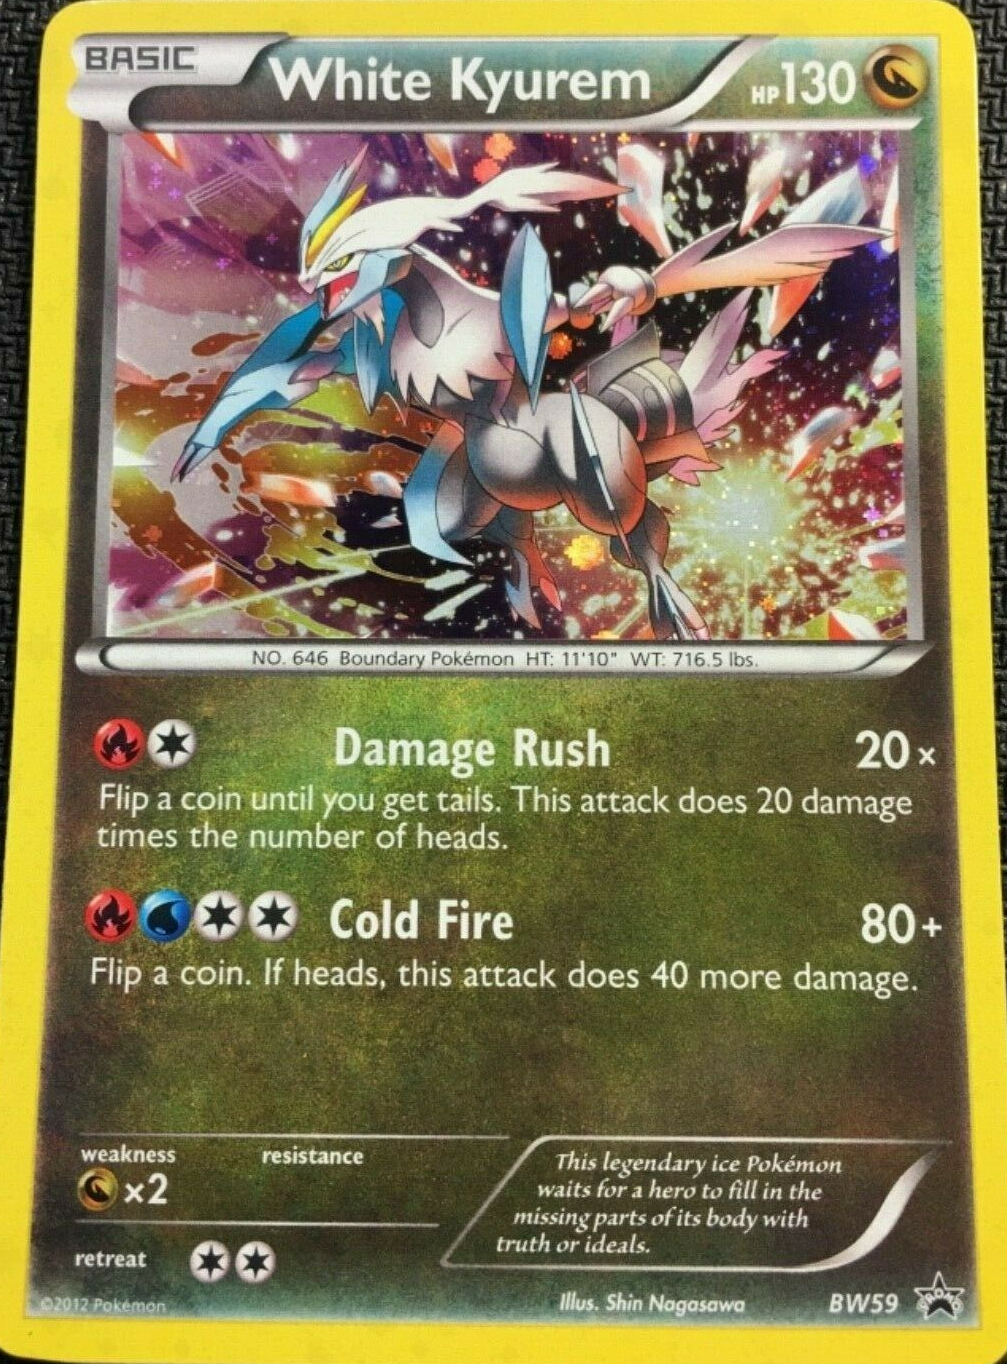 BASIC
White Kyurem
HP130
NO. 646 Boundary Pokémon HT: 11'10" WT: 716.5 lbs.
Damage Rush 20×
Flip a coin until you get tails. This attack does 20 damage
times the number of heads.
Cold Fire 80+
Flip a coin. If heads, this attack does 40 more damage.
weakness
×2
resistance
This legendary ice Pokémon
waits for a hero to fill in the
missing parts of its body with
truth or ideals.
retreat
©2012 Pokémon
Illus. Shin Nagasawa
BW59
PROMO